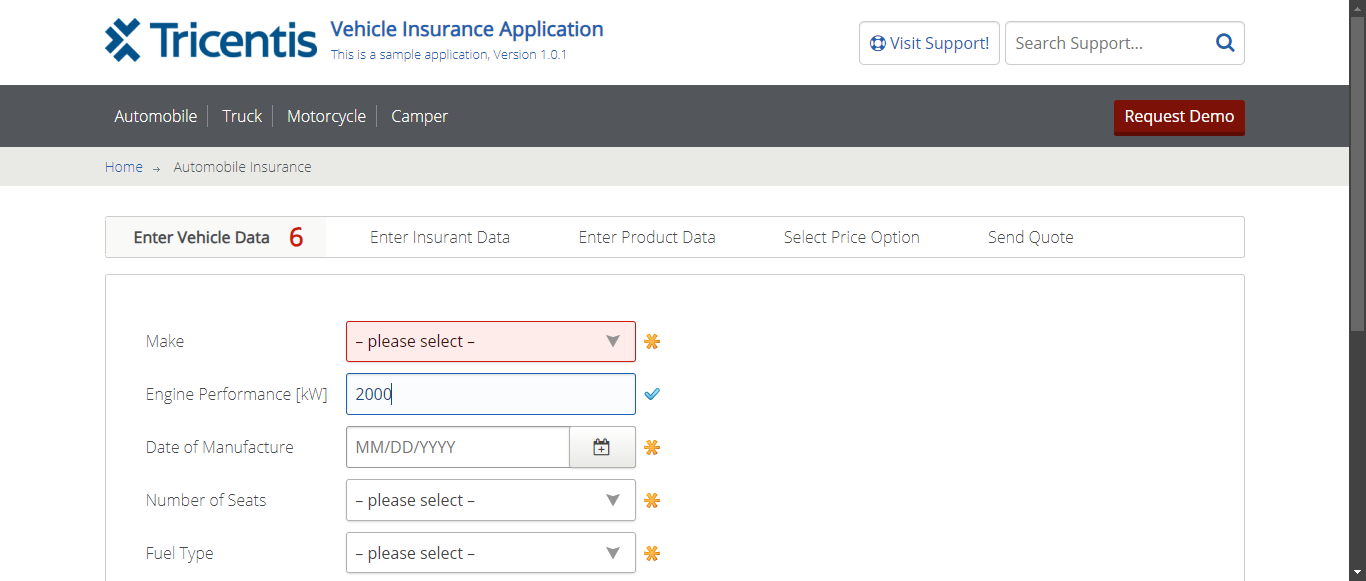 Tricentis
Vehicle Insurance Application
This is a sample application, Version 1.0.1
Visit Support!
Search Support...
Automobile
Truck
Motorcycle
Camper
Request Demo
Home → Automobile Insurance
Enter Vehicle Data 6
Enter Insurant Data
Enter Product Data
Select Price Option
Send Quote
Make
– please select –
Engine Performance [kW]
2000
Date of Manufacture
MM/DD/YYYY
Number of Seats
– please select –
Fuel Type
– please select –